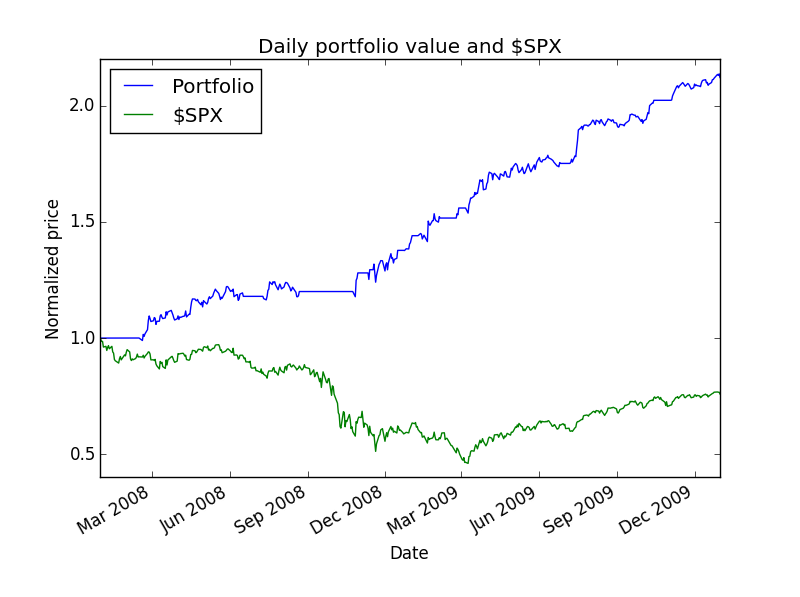 Daily portfolio value and $SPX
Portfolio
$SPX
2.0
1.5
1.0
0.5
Normalized price
Mar 2008
Jun 2008
Sep 2008
Dec 2008
Mar 2009
Jun 2009
Sep 2009
Dec 2009
Date